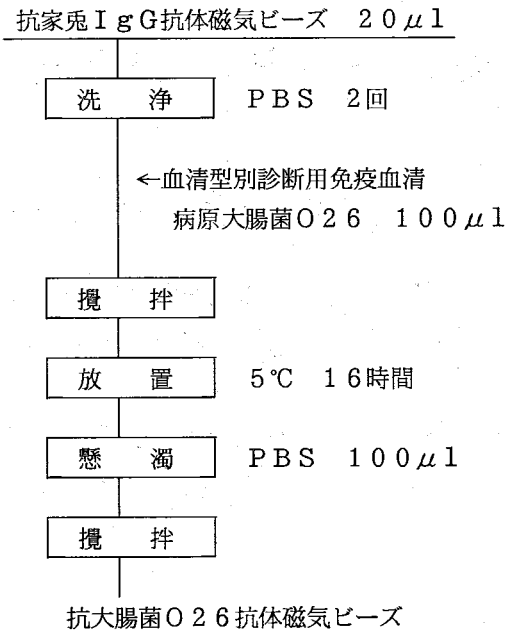 抗家兎IgG抗体磁気ビーズ 20μl
洗 浄 PBS 2回
←血清型別診断用免疫血清
病原大腸菌O26 100μl
攪 拌
放 置 5℃ 16時間
懸 濁 PBS 100μl
攪 拌
抗大腸菌O26抗体磁気ビーズ